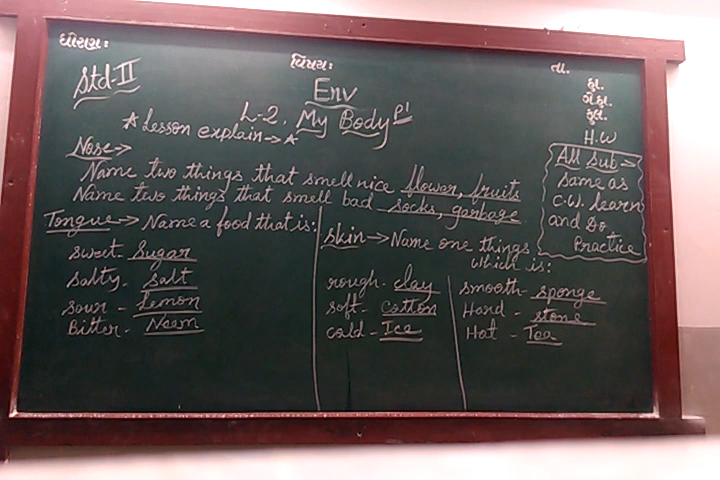 ધોરણ:
વિષય:
તા.
Std-II
Env
હા.
ગે.હા.
કુલ.
L-2. My Body P1
* Lesson explain→ *
H.W
All Sub→
Same as
C.W. learn
and do
Practice
Nose→
Name two things that smell nice flower, fruits
Name two things that smell bad socks, garbage
Tongue→ Name a food that is:
sweet- Sugar
salty- Salt
sour - Lemon
Bitter- Neem
skin→ Name one things
which is:
rough- clay
soft- cotton
cold- Ice
smooth- sponge
Hard - stone
Hot - Tea